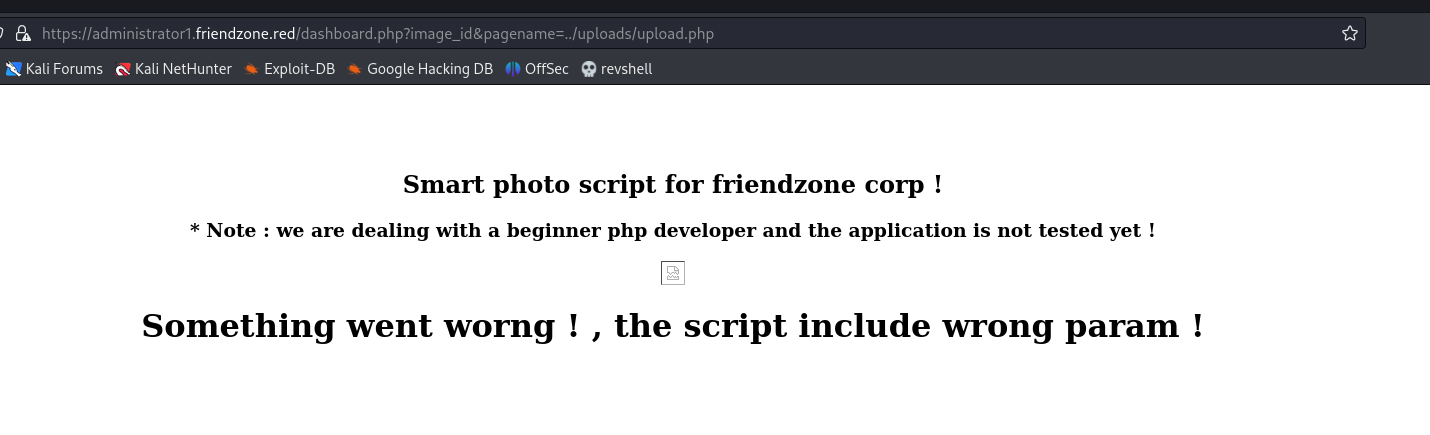 https://administrator1.friendzone.red/dashboard.php?image_id&pagename=../uploads/upload.php
Kali Forums Kali NetHunter Exploit-DB Google Hacking DB OffSec revshell
Smart photo script for friendzone corp !
* Note : we are dealing with a beginner php developer and the application is not tested yet !
Something went worng ! , the script include wrong param !